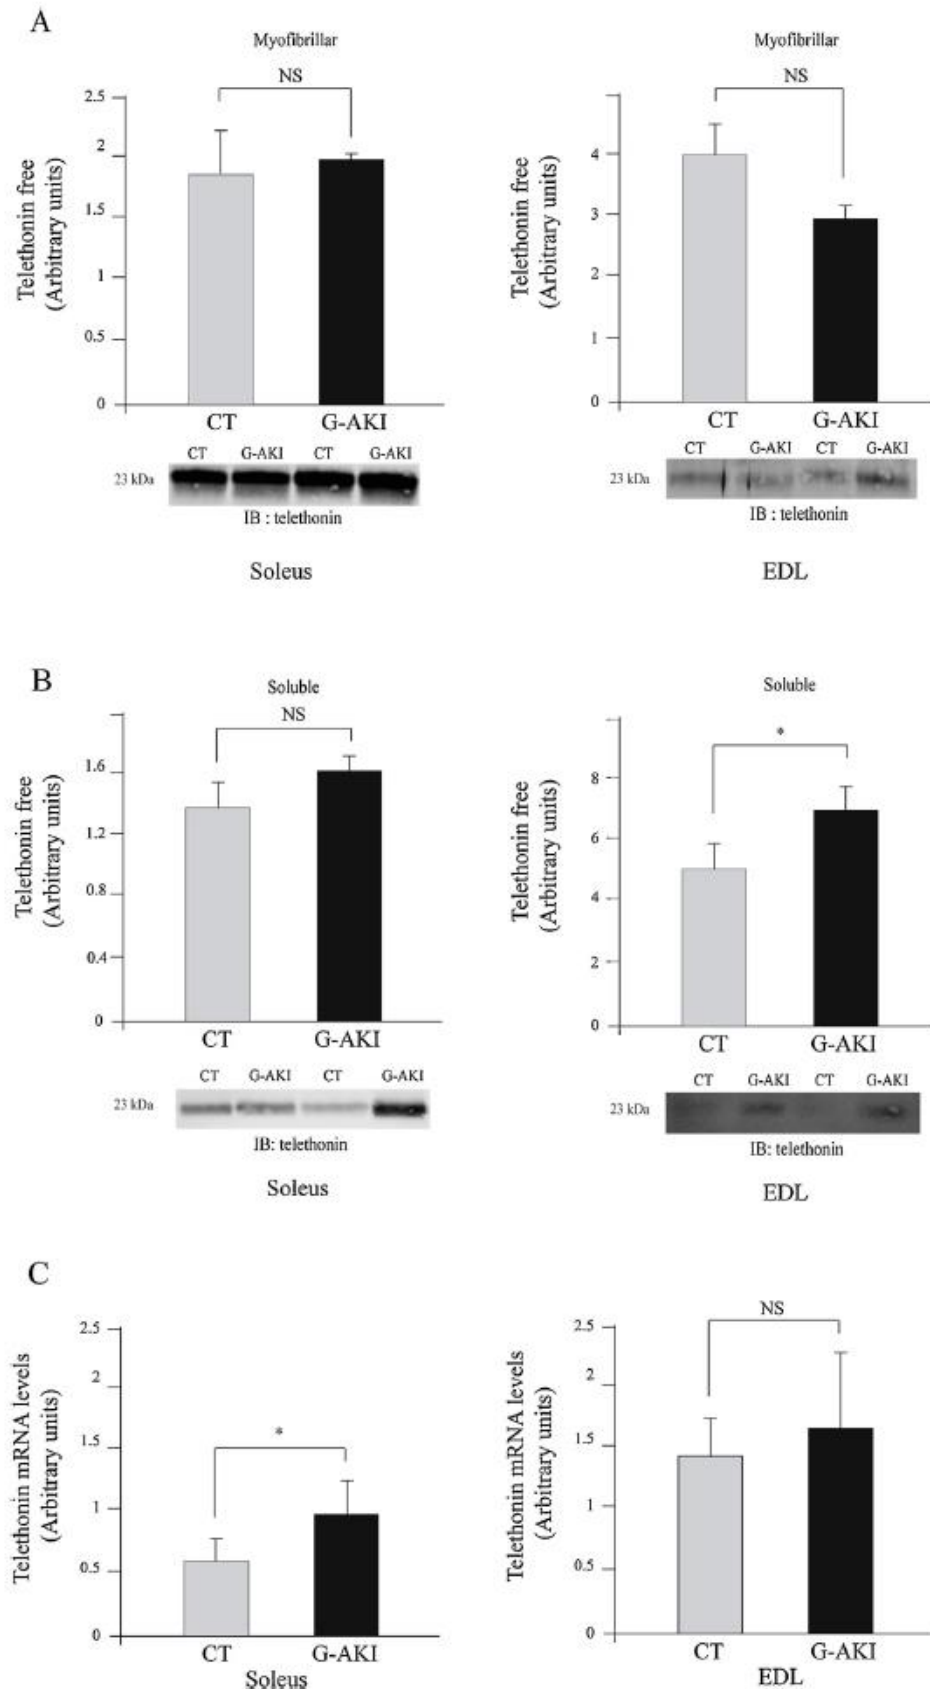 A
Myofibrillar
NS
2.5
2
1.5
1
0.5
0
Telethonin free
(Arbitrary units)
CT
G-AKI
CT G-AKI CT G-AKI
23 kDa
IB : telethonin
Soleus
Myofibrillar
NS
4
3
2
1
0
Telethonin free
(Arbitrary units)
CT
G-AKI
CT G-AKI CT G-AKI
23 kDa
IB: telethonin
EDL
B
Soluble
NS
1.6
1.2
0.8
0.4
0
Telethonin free
(Arbitrary units)
CT
G-AKI
CT G-AKI CT G-AKI
23 kDa
IB: telethonin
Soleus
Soluble
*
8
6
4
2
0
Telethonin free
(Arbitrary units)
CT
G-AKI
CT G-AKI CT G-AKI
23 kDa
IB: telethonin
EDL
C
2.5
2
1.5
1
0.5
0
*
Telethonin mRNA levels
(Arbitrary units)
CT
G-AKI
Soleus
NS
2.5
2
1.5
1
0.5
0
Telethonin mRNA levels
(Arbitrary units)
CT
G-AKI
EDL